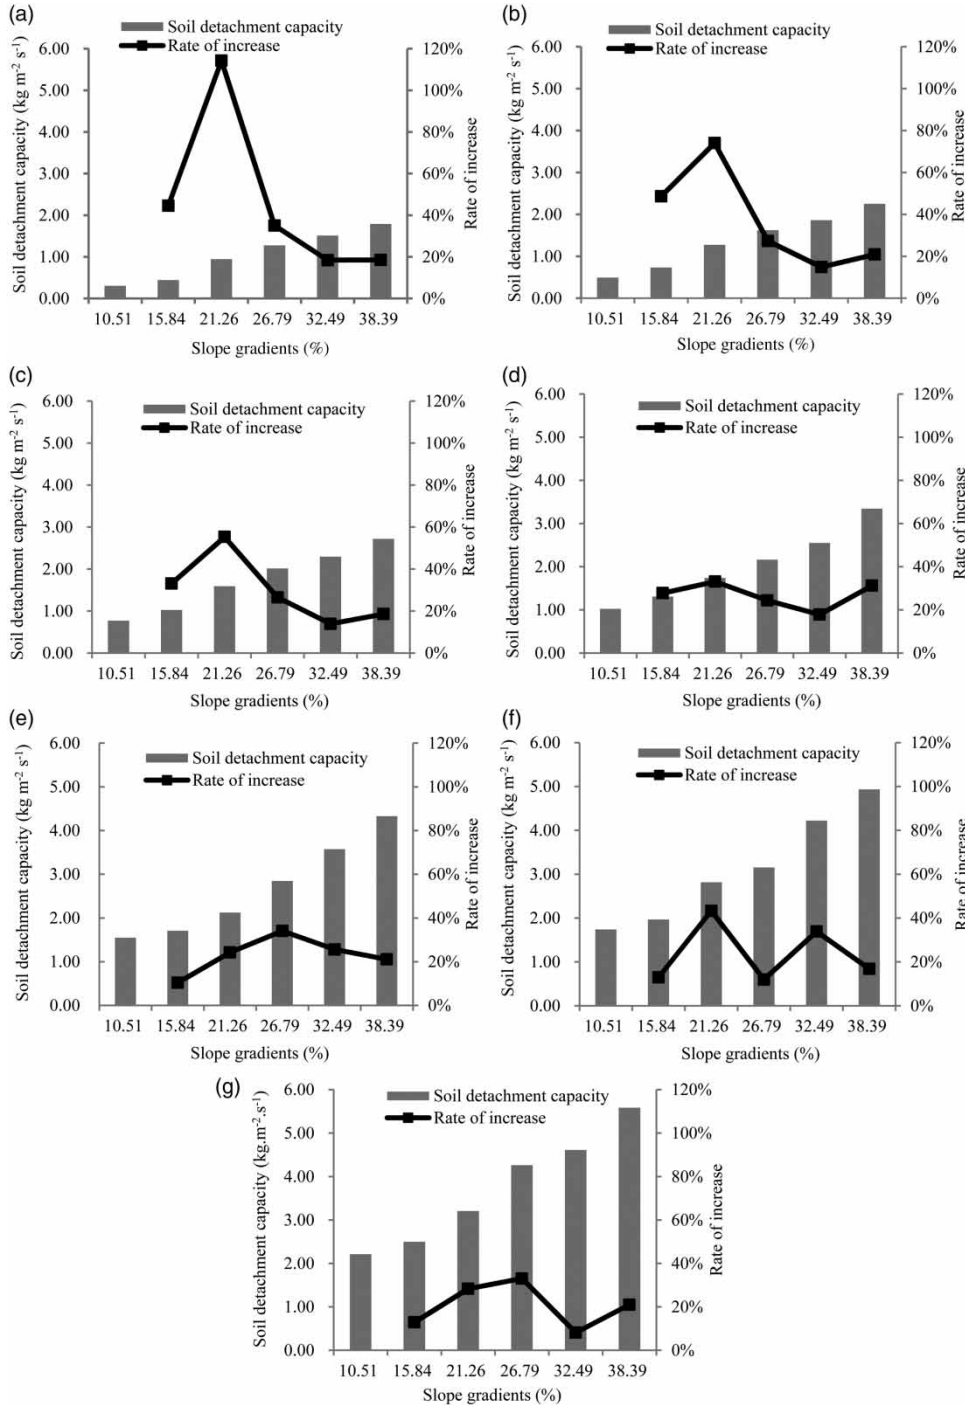 (a)
Soil detachment capacity
Rate of increase
Soil detachment capacity (kg m-2 s-1)
6.00
5.00
4.00
3.00
2.00
1.00
0.00
120%
100%
80%
60%
40%
20%
0%
Rate of increase
10.51 15.84 21.26 26.79 32.49 38.39
Slope gradients (%)
(b)
Soil detachment capacity
Rate of increase
Soil detachment capacity (kg m-2 s-1)
6.00
5.00
4.00
3.00
2.00
1.00
0.00
120%
100%
80%
60%
40%
20%
0%
Rate of increase
10.51 15.84 21.26 26.79 32.49 38.39
Slope gradients (%)
(c)
Soil detachment capacity
Rate of increase
Soil detachment capacity (kg m-2 s-1)
6.00
5.00
4.00
3.00
2.00
1.00
0.00
120%
100%
80%
60%
40%
20%
0%
Rate of increase
10.51 15.84 21.26 26.79 32.49 38.39
Slope gradients (%)
(d)
Soil detachment capacity
Rate of increase
Soil detachment capacity (kg m-2 s-1)
6.00
5.00
4.00
3.00
2.00
1.00
0.00
120%
100%
80%
60%
40%
20%
0%
Rate of increase
10.51 15.84 21.26 26.79 32.49 38.39
Slope gradients (%)
(e)
Soil detachment capacity
Rate of increase
Soil detachment capacity (kg m-2 s-1)
6.00
5.00
4.00
3.00
2.00
1.00
0.00
120%
100%
80%
60%
40%
20%
0%
Rate of increase
10.51 15.84 21.26 26.79 32.49 38.39
Slope gradients (%)
(f)
Soil detachment capacity
Rate of increase
Soil detachment capacity (kg m-2 s-1)
6.00
5.00
4.00
3.00
2.00
1.00
0.00
120%
100%
80%
60%
40%
20%
0%
Rate of increase
10.51 15.84 21.26 26.79 32.49 38.39
Slope gradients (%)
(g)
Soil detachment capacity
Rate of increase
Soil detachment capacity (kg.m-2.s-1)
6.00
5.00
4.00
3.00
2.00
1.00
0.00
120%
100%
80%
60%
40%
20%
0%
Rate of increase
10.51 15.84 21.26 26.79 32.49 38.39
Slope gradients (%)